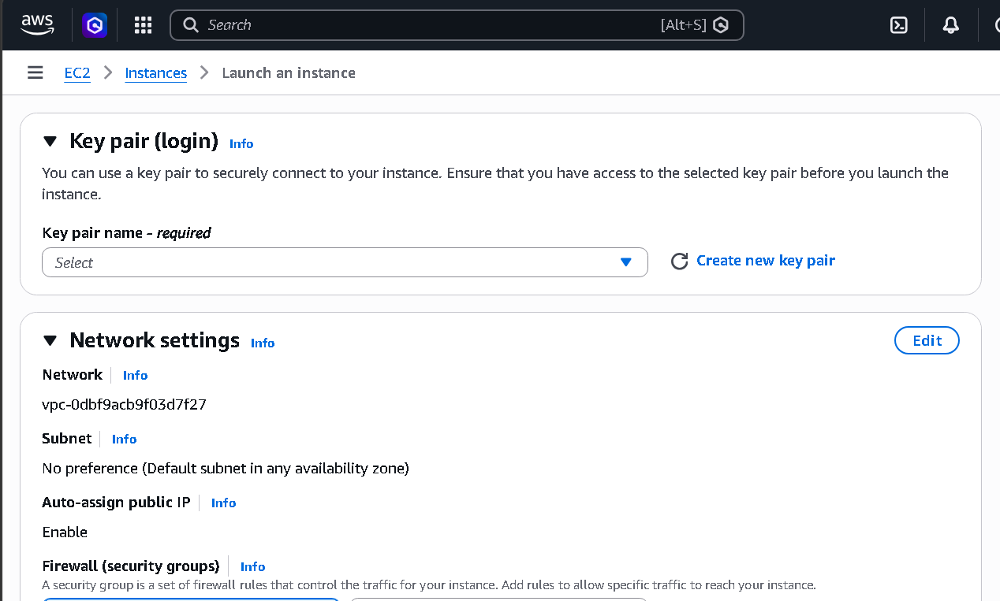 aws
Search [Alt+S]
EC2 Instances Launch an instance
Key pair (login) Info
You can use a key pair to securely connect to your instance. Ensure that you have access to the selected key pair before you launch the
instance.
Key pair name - required
Select
Create new key pair
Network settings Info
Edit
Network Info
vpc-0dbf9acb9f03d7f27
Subnet Info
No preference (Default subnet in any availability zone)
Auto-assign public IP Info
Enable
Firewall (security groups) Info
A security group is a set of firewall rules that control the traffic for your instance. Add rules to allow specific traffic to reach your instance.